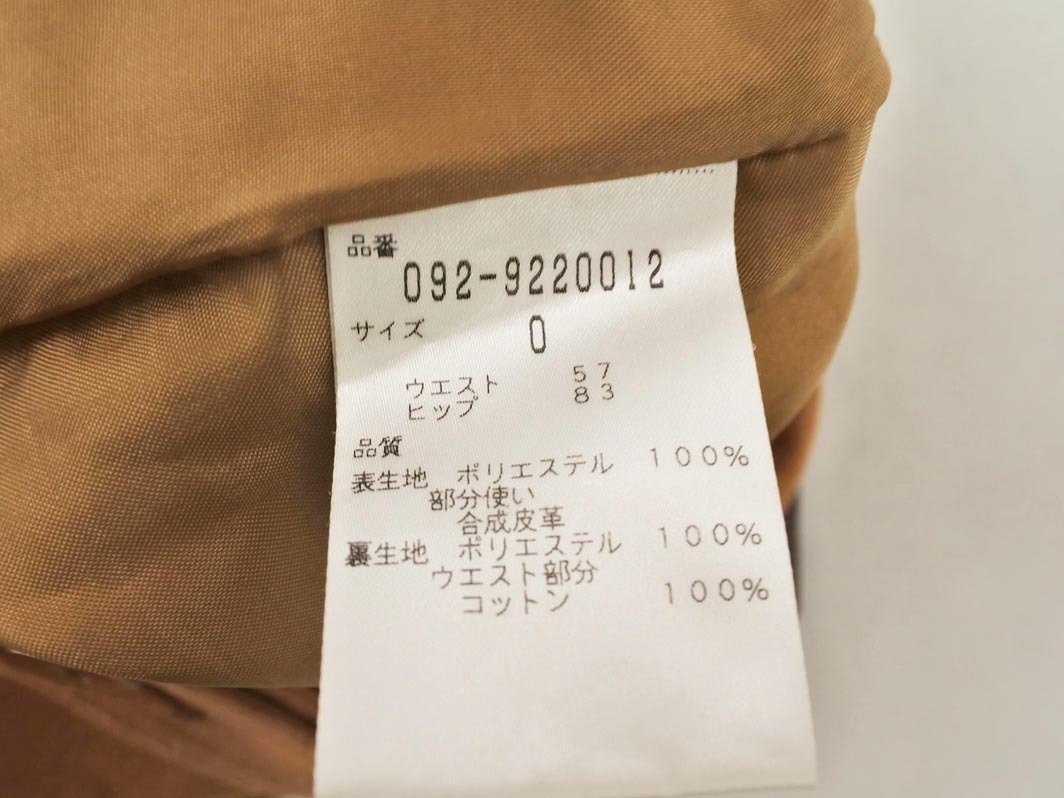 品番
092-9220012
サイズ 0
ウエスト 57
ヒップ 83
品質
表生地 ポリエステル 100%
部分使い
合成皮革
裏生地 ポリエステル 100%
ウエスト部分
コットン 100%